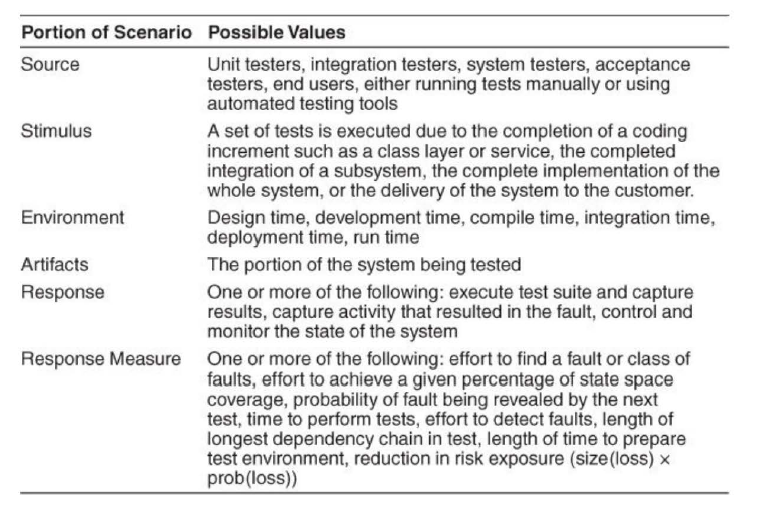 Portion of Scenario Possible Values
Source Unit testers, integration testers, system testers, acceptance
testers, end users, either running tests manually or using
automated testing tools
Stimulus A set of tests is executed due to the completion of a coding
increment such as a class layer or service, the completed
integration of a subsystem, the complete implementation of the
whole system, or the delivery of the system to the customer.
Environment Design time, development time, compile time, integration time,
deployment time, run time
Artifacts The portion of the system being tested
Response One or more of the following: execute test suite and capture
results, capture activity that resulted in the fault, control and
monitor the state of the system
Response Measure One or more of the following: effort to find a fault or class of
faults, effort to achieve a given percentage of state space
coverage, probability of fault being revealed by the next
test, time to perform tests, effort to detect faults, length of
longest dependency chain in test, length of time to prepare
test environment, reduction in risk exposure (size(loss) ×
prob(loss))